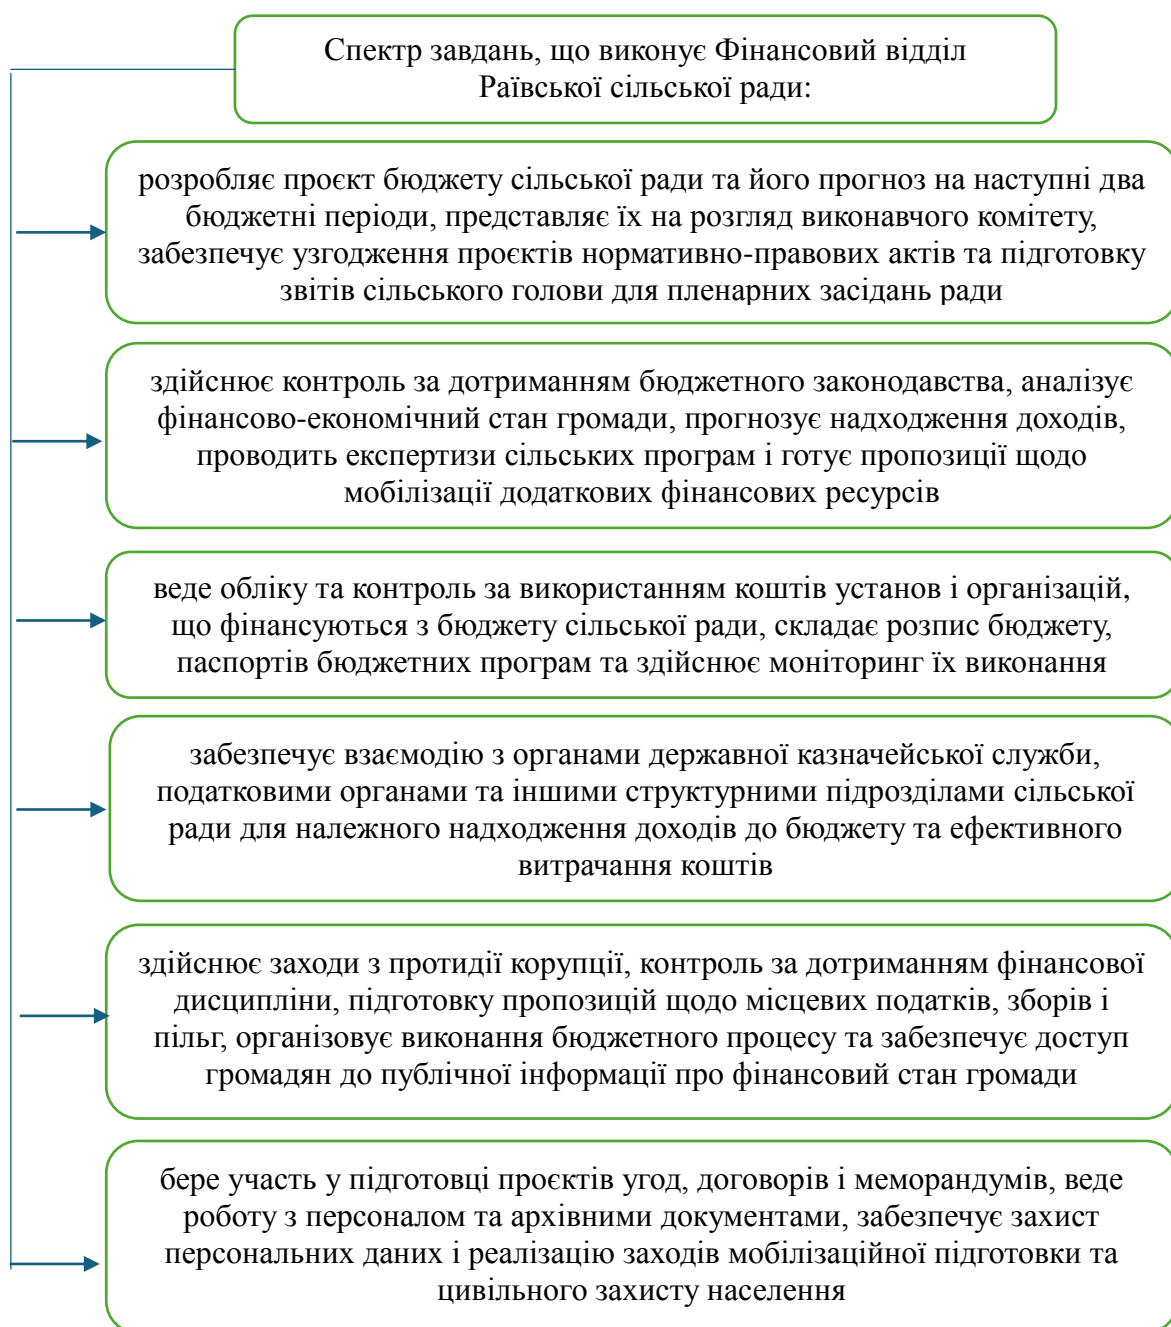 Спектр завдань, що виконує Фінансовий відділ
Раївської сільської ради:
розробляє проєкт бюджету сільської ради та його прогноз на наступні два
бюджетні періоди, представляє їх на розгляд виконавчого комітету,
забезпечує узгодження проєктів нормативно-правових актів та підготовку
звітів сільського голови для пленарних засідань ради
здійснює контроль за дотриманням бюджетного законодавства, аналізує
фінансово-економічний стан громади, прогнозує надходження доходів,
проводить експертизи сільських програм і готує пропозиції щодо
мобілізації додаткових фінансових ресурсів
веде обліку та контроль за використанням коштів установ і організацій,
що фінансуються з бюджету сільської ради, складає розпис бюджету,
паспортів бюджетних програм та здійснює моніторинг їх виконання
забезпечує взаємодію з органами державної казначейської служби,
податковими органами та іншими структурними підрозділами сільської
ради для належного надходження доходів до бюджету та ефективного
витрачання коштів
здійснює заходи з протидії корупції, контроль за дотриманням фінансової
дисципліни, підготовку пропозицій щодо місцевих податків, зборів і
пільг, організовує виконання бюджетного процесу та забезпечує доступ
громадян до публічної інформації про фінансовий стан громади
бере участь у підготовці проєктів угод, договорів і меморандумів, веде
роботу з персоналом та архівними документами, забезпечує захист
персональних даних і реалізацію заходів мобілізаційної підготовки та
цивільного захисту населення